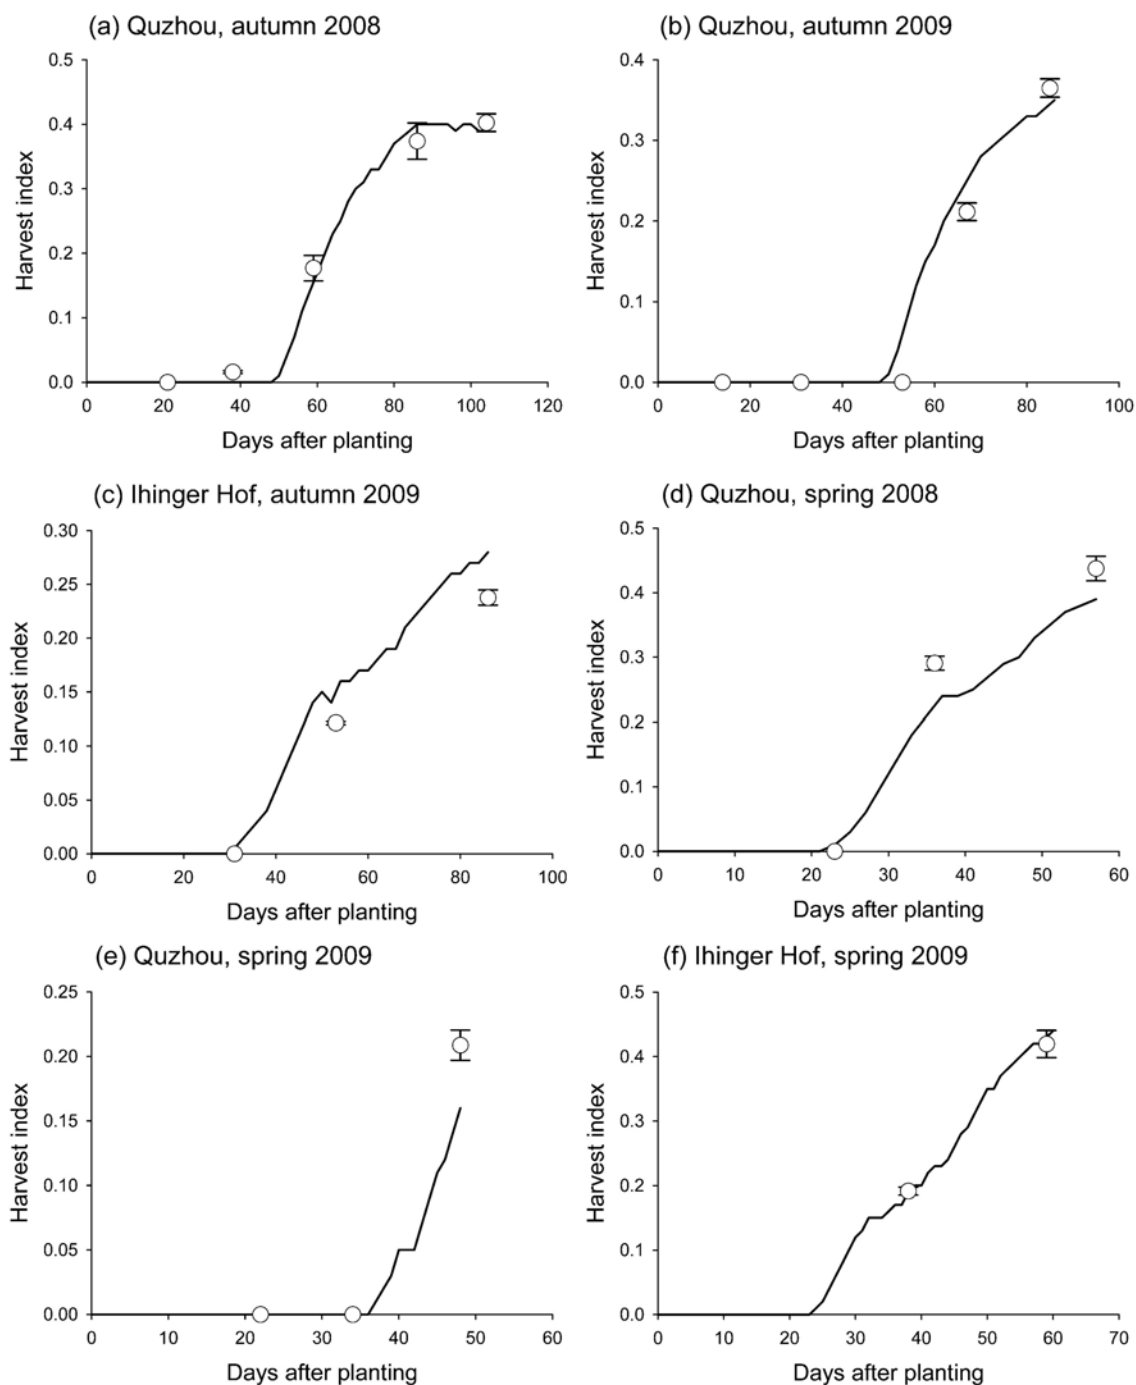 (a) Quzhou, autumn 2008
0.5
0.4
0.3
0.2
0.1
0.0
Harvest index
0 20 40 60 80 100 120
Days after planting
(b) Quzhou, autumn 2009
0.4
0.3
0.2
0.1
0.0
Harvest index
0 20 40 60 80 100
Days after planting
(c) Ihinger Hof, autumn 2009
0.30
0.25
0.20
0.15
0.10
0.05
0.00
Harvest index
0 20 40 60 80 100
Days after planting
(d) Quzhou, spring 2008
0.5
0.4
0.3
0.2
0.1
0.0
Harvest index
0 10 20 30 40 50 60
Days after planting
(e) Quzhou, spring 2009
0.25
0.20
0.15
0.10
0.05
0.00
Harvest index
0 10 20 30 40 50 60
Days after planting
(f) Ihinger Hof, spring 2009
0.5
0.4
0.3
0.2
0.1
0.0
Harvest index
0 10 20 30 40 50 60 70
Days after planting